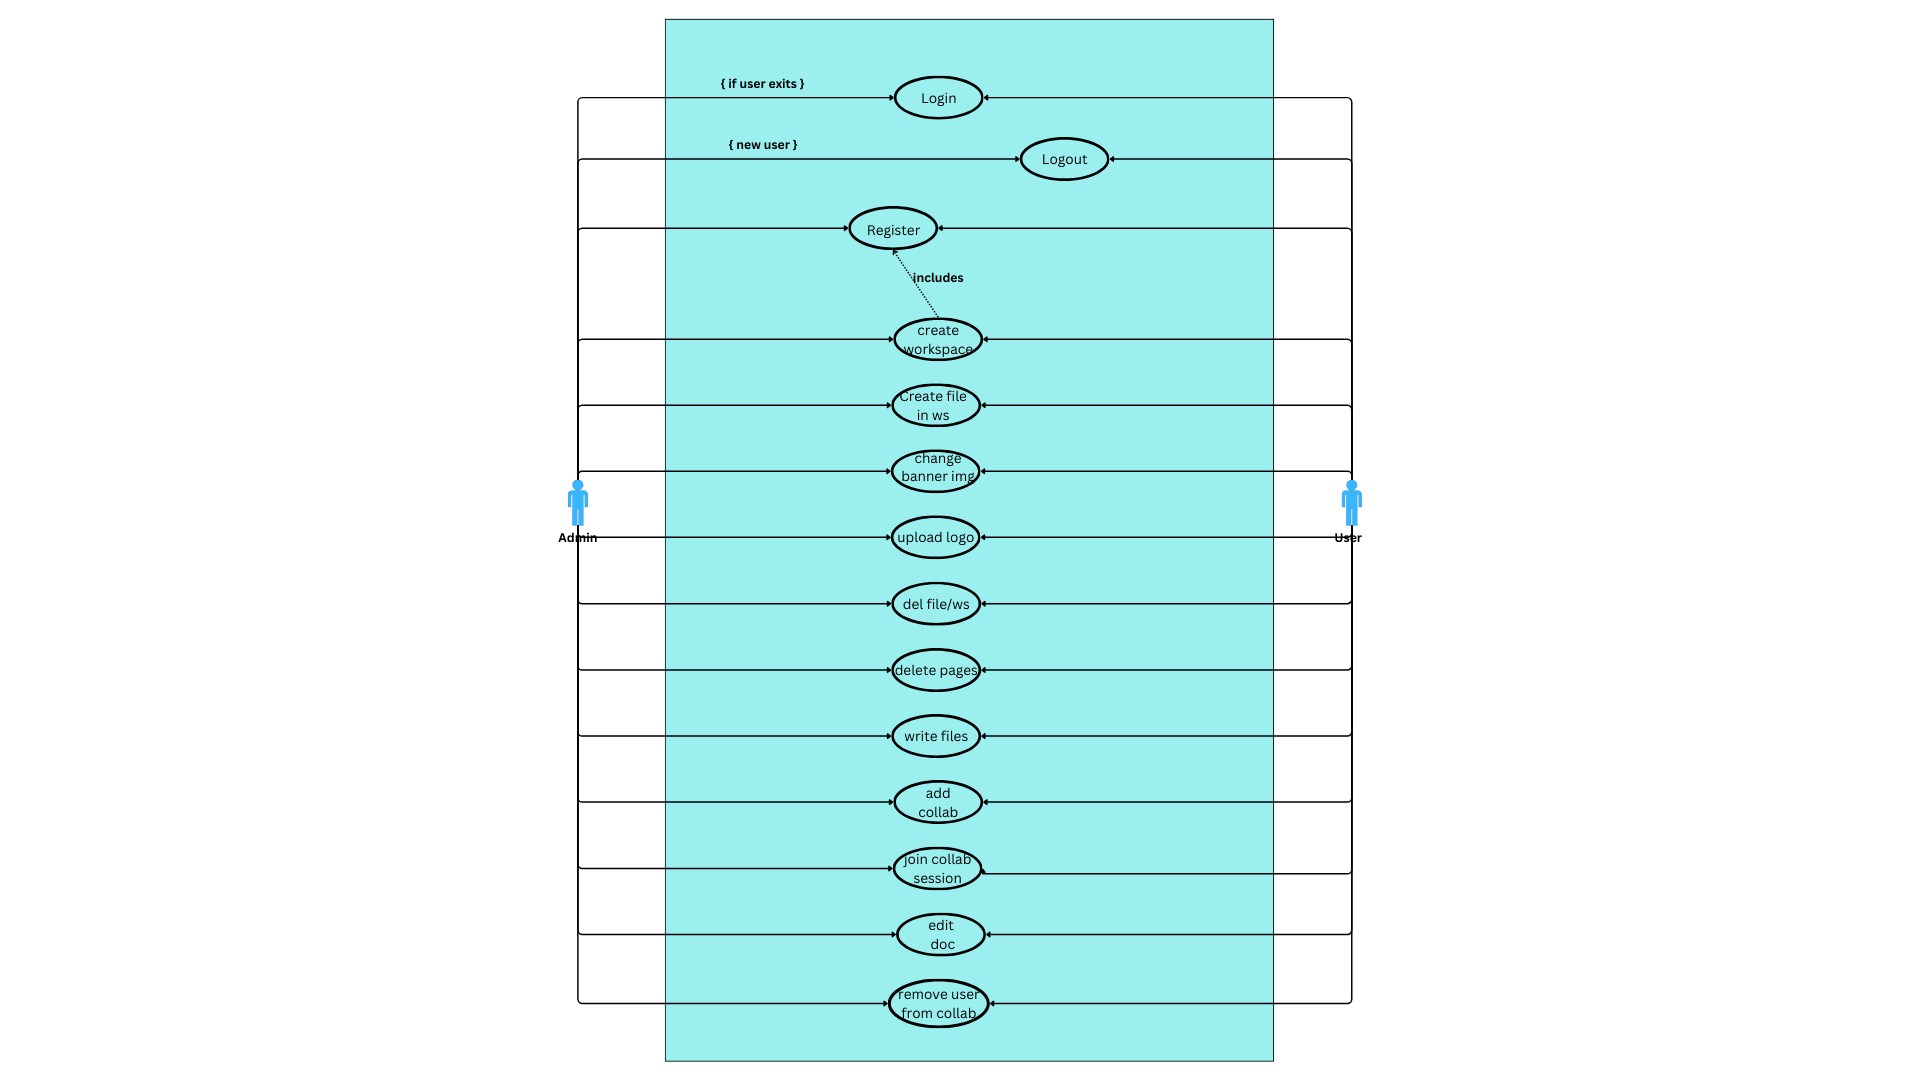 { if user exits }
Login
{ new user }
Logout
Register
includes
create
workspace
Create file
in ws
change
banner img
Admin
upload logo
User
del file/ws
delete pages
write files
add
collab
join collab
session
edit
doc
remove user
from collab